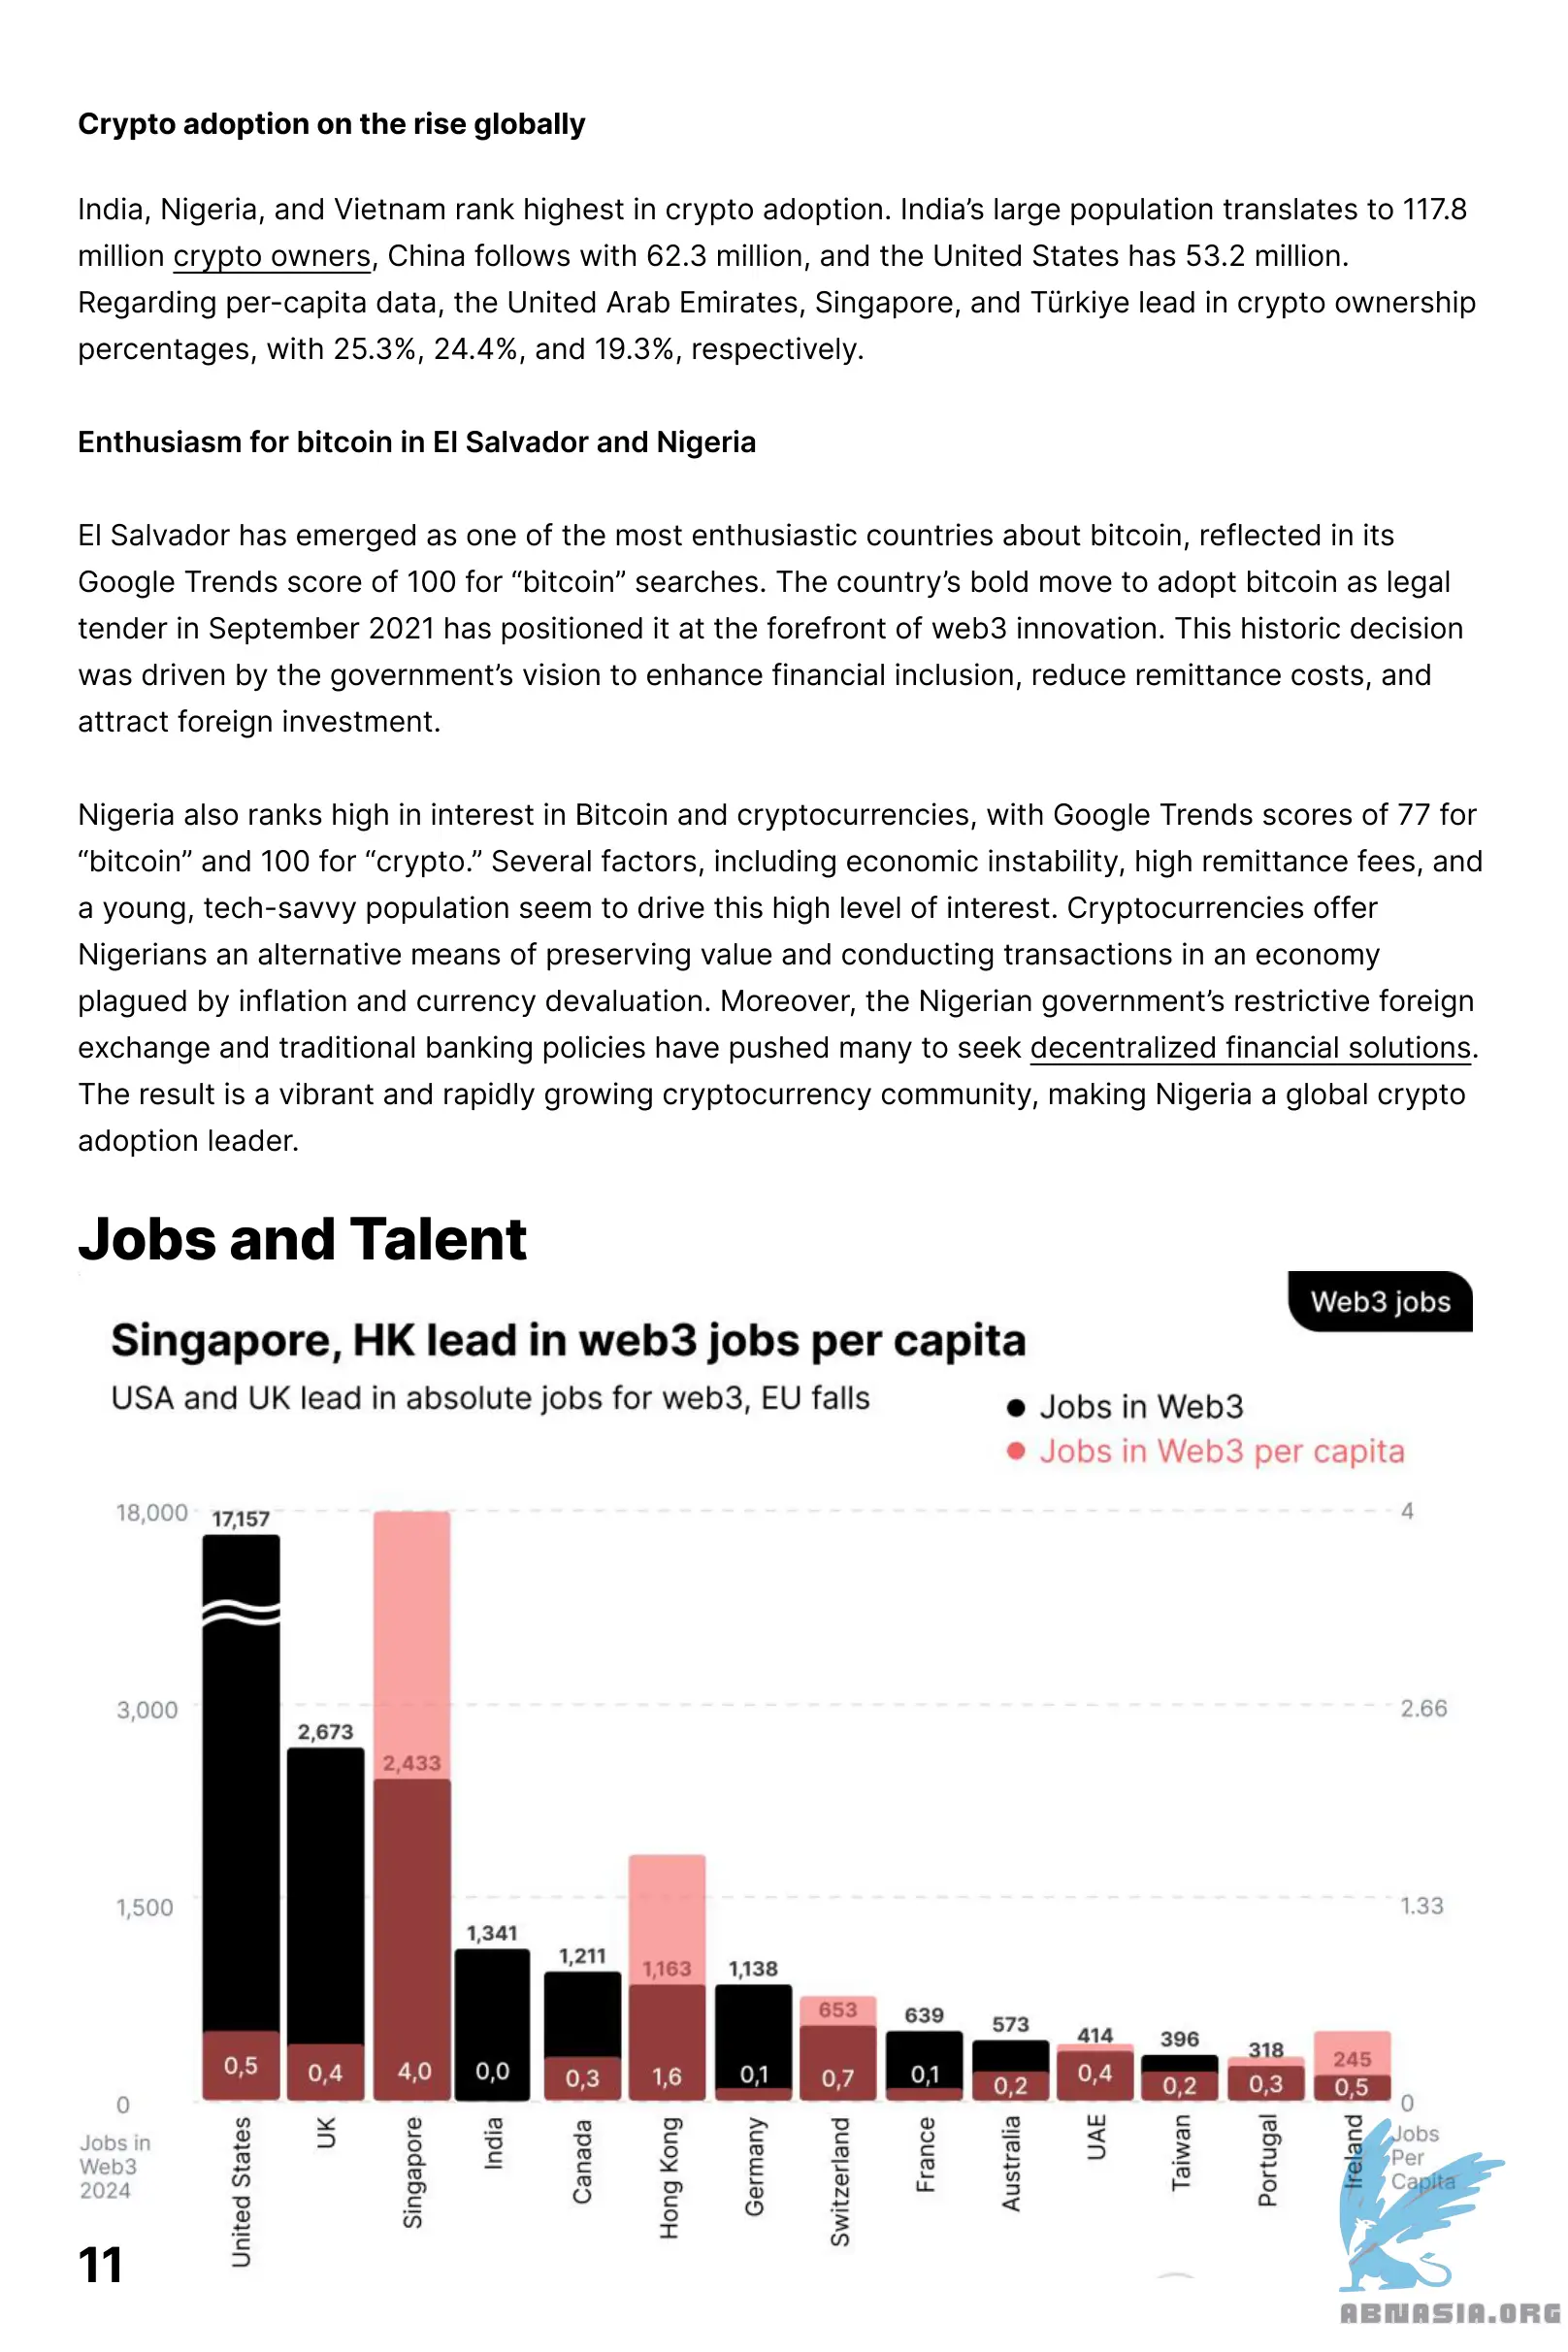 Crypto adoption on the rise globally
India, Nigeria, and Vietnam rank highest in crypto adoption. India’s large population translates to 117.8
million crypto owners, China follows with 62.3 million, and the United States has 53.2 million.
Regarding per-capita data, the United Arab Emirates, Singapore, and Türkiye lead in crypto ownership
percentages, with 25.3%, 24.4%, and 19.3%, respectively.
Enthusiasm for bitcoin in El Salvador and Nigeria
El Salvador has emerged as one of the most enthusiastic countries about bitcoin, reflected in its
Google Trends score of 100 for “bitcoin” searches. The country’s bold move to adopt bitcoin as legal
tender in September 2021 has positioned it at the forefront of web3 innovation. This historic decision
was driven by the government’s vision to enhance financial inclusion, reduce remittance costs, and
attract foreign investment.
Nigeria also ranks high in interest in Bitcoin and cryptocurrencies, with Google Trends scores of 77 for
“bitcoin” and 100 for “crypto.” Several factors, including economic instability, high remittance fees, and
a young, tech-savvy population seem to drive this high level of interest. Cryptocurrencies offer
Nigerians an alternative means of preserving value and conducting transactions in an economy
plagued by inflation and currency devaluation. Moreover, the Nigerian government’s restrictive foreign
exchange and traditional banking policies have pushed many to seek decentralized financial solutions.
The result is a vibrant and rapidly growing cryptocurrency community, making Nigeria a global crypto
adoption leader.
Jobs and Talent
Web3 jobs
Singapore, HK lead in web3 jobs per capita
USA and UK lead in absolute jobs for web3, EU falls
Jobs in Web3
Jobs in Web3 per capita
18,000
3,000
1,500
0
Jobs in
Web3
2024
17,157
2,673
2,433
1,341
1,211
1,163
1,138
653
639
573
414
396
318
245
0,5
0,4
4,0
0,0
0,3
1,6
0,1
0,7
0,1
0,2
0,4
0,2
0,3
0,5
4
2.66
1.33
0
Jobs
Per
Capita
United States
UK
Singapore
India
Canada
Hong Kong
Germany
Switzerland
France
Australia
UAE
Taiwan
Portugal
Ireland
11
ABNASIA.ORG